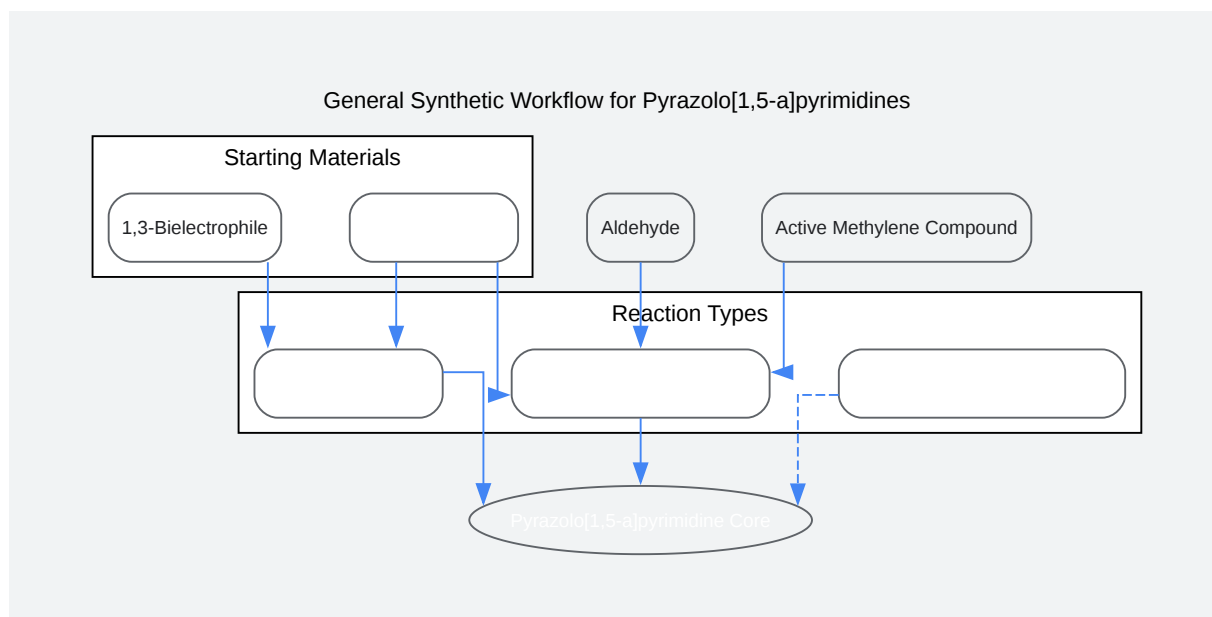 General Synthetic Workflow for Pyrazolo[1,5-a]pyrimidines
Starting Materials
1,3-Bielectrophile
Aldehyde
Active Methylene Compound
Reaction Types
Pyrazolo[1,5-a]pyrimidine Core